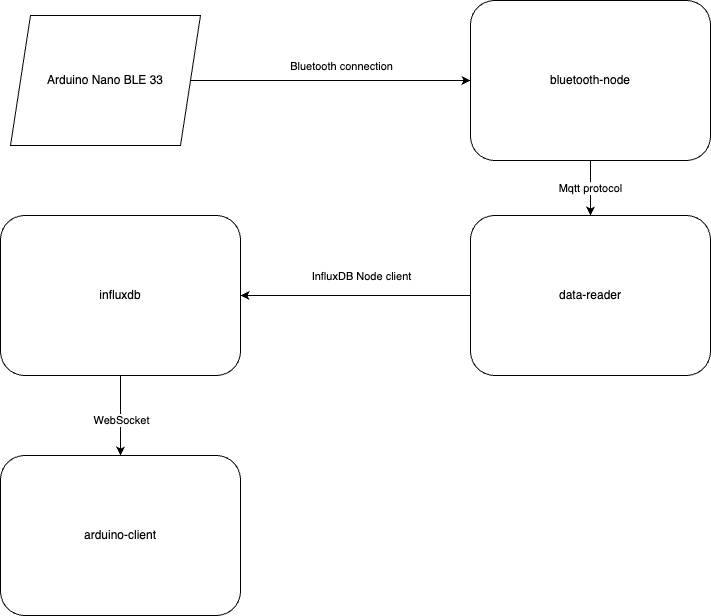 Arduino Nano BLE 33
Bluetooth connection
bluetooth-node
Mqtt protocol
influxdb
InfluxDB Node client
data-reader
WebSocket
arduino-client